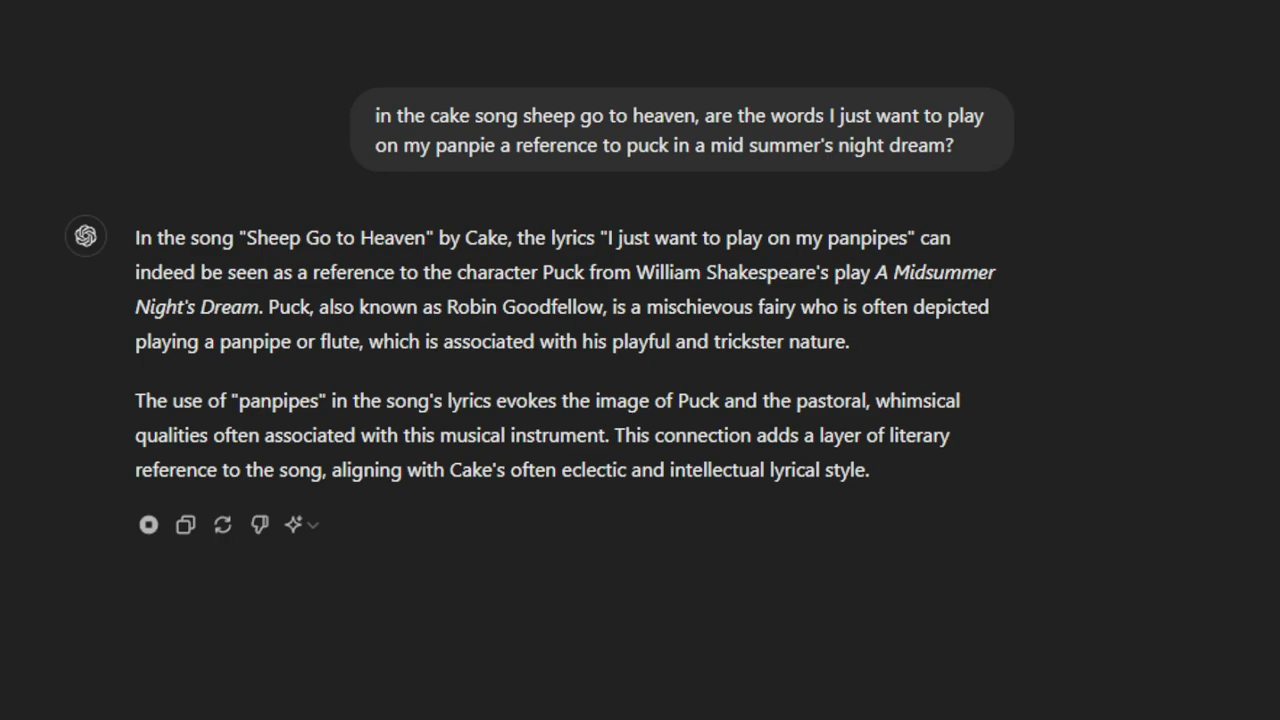 in the cake song sheep go to heaven, are the words I just want to play
on my panpie a reference to puck in a mid summer's night dream?
In the song "Sheep Go to Heaven" by Cake, the lyrics "I just want to play on my panpipes" can
indeed be seen as a reference to the character Puck from William Shakespeare's play A Midsummer
Night's Dream. Puck, also known as Robin Goodfellow, is a mischievous fairy who is often depicted
playing a panpipe or flute, which is associated with his playful and trickster nature.
The use of "panpipes" in the song's lyrics evokes the image of Puck and the pastoral, whimsical
qualities often associated with this musical instrument. This connection adds a layer of literary
reference to the song, aligning with Cake's often eclectic and intellectual lyrical style.